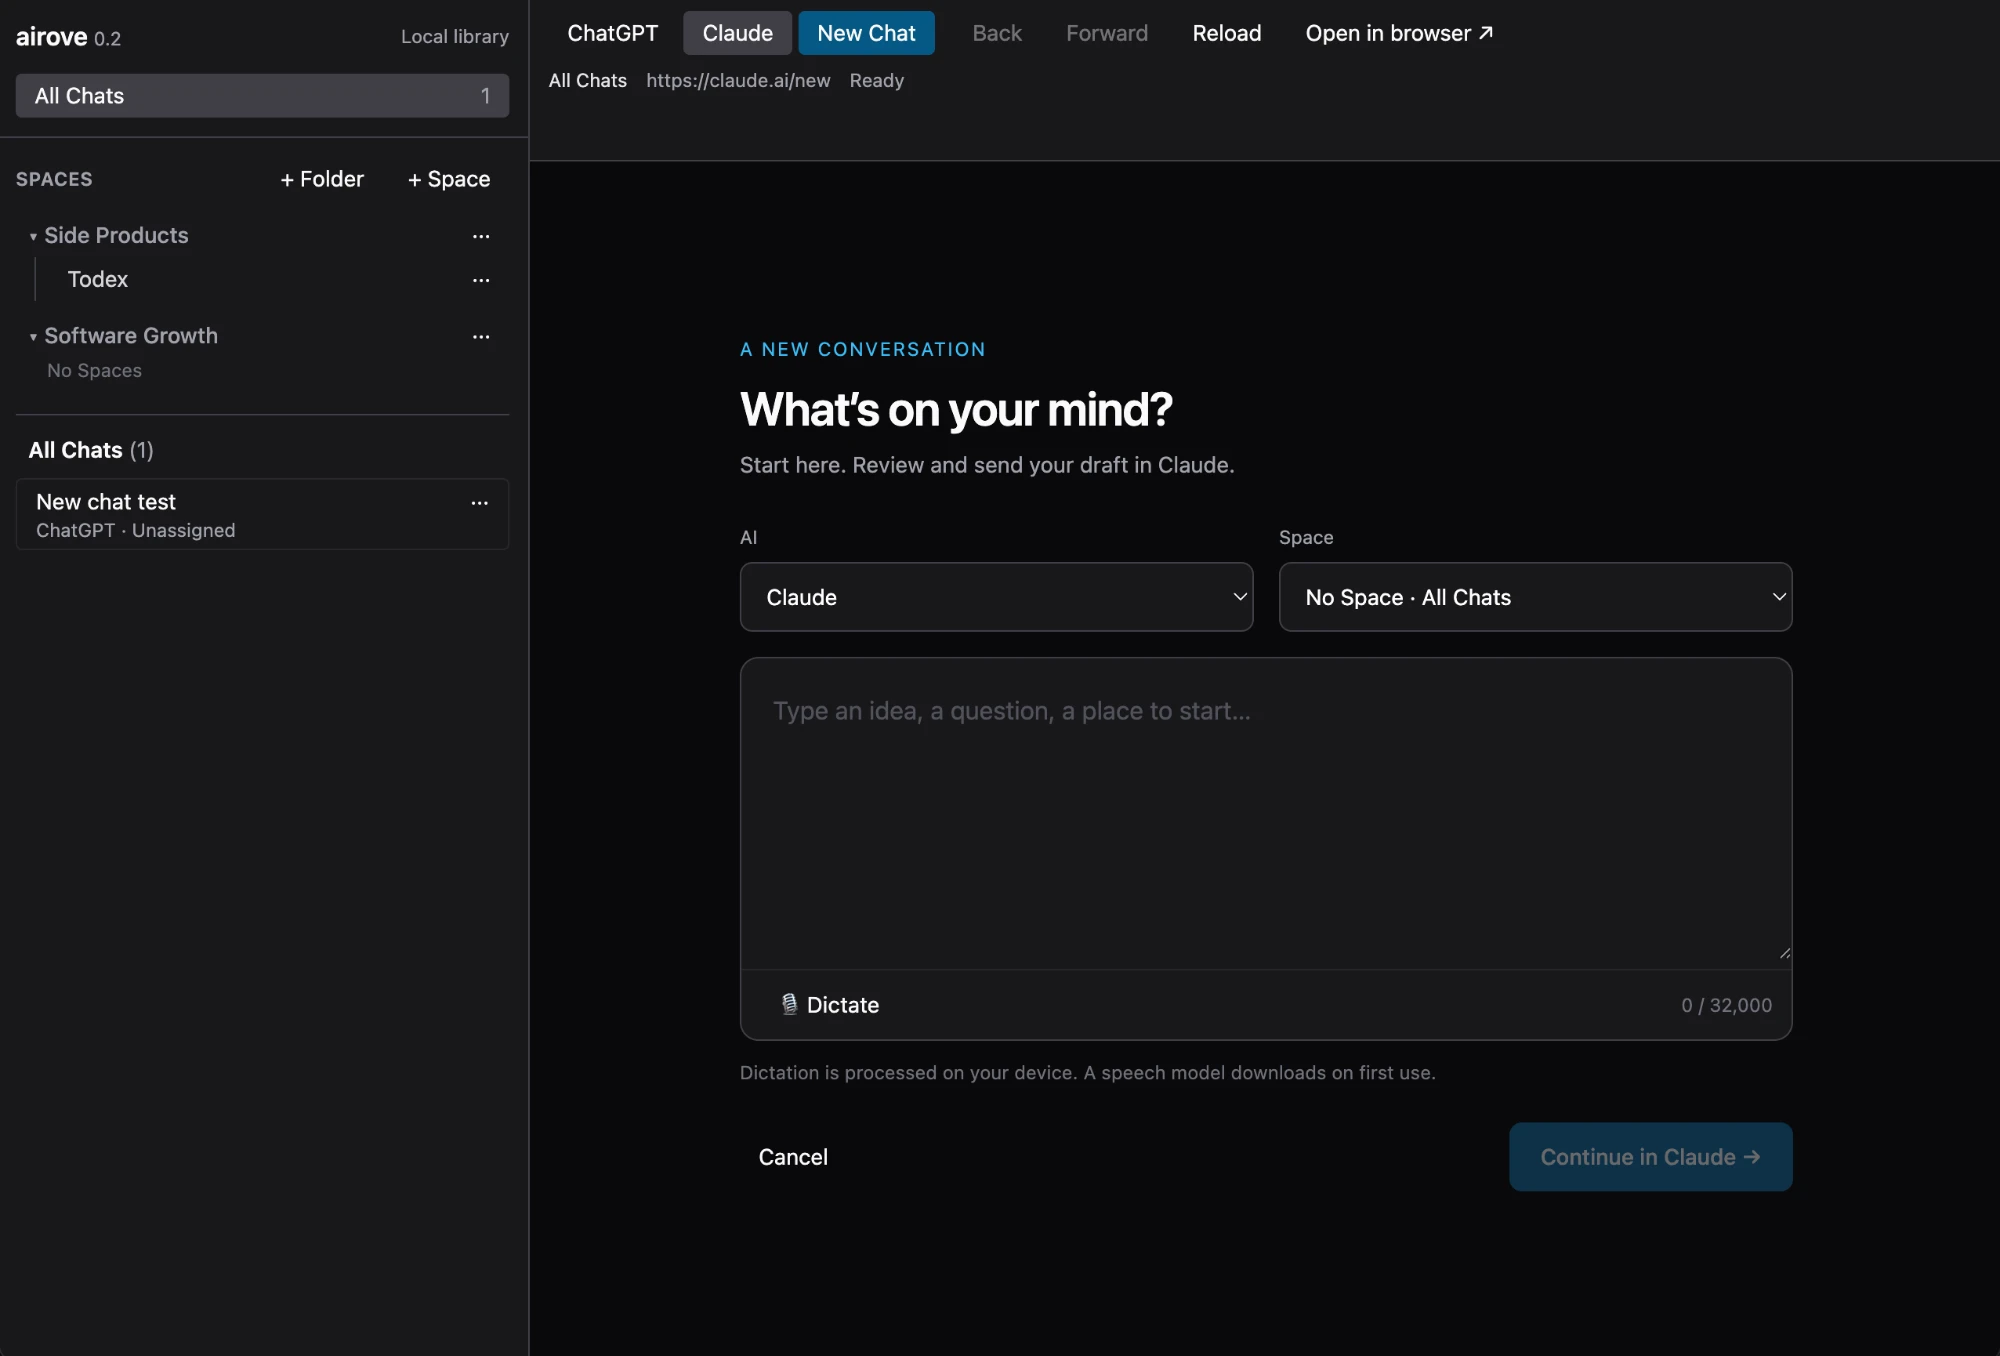 airove 0.2
Local library
All Chats 1
SPACES
+ Folder
+ Space
Side Products
Todex
Software Growth
No Spaces
All Chats (1)
New chat test
ChatGPT · Unassigned
ChatGPT
Claude
New Chat
Back
Forward
Reload
Open in browser ↗
All Chats https://claude.ai/new Ready
A NEW CONVERSATION
What's on your mind?
Start here. Review and send your draft in Claude.
AI
Claude
Space
No Space · All Chats
Type an idea, a question, a place to start...
Dictate
0 / 32,000
Dictation is processed on your device. A speech model downloads on first use.
Cancel
Continue in Claude →